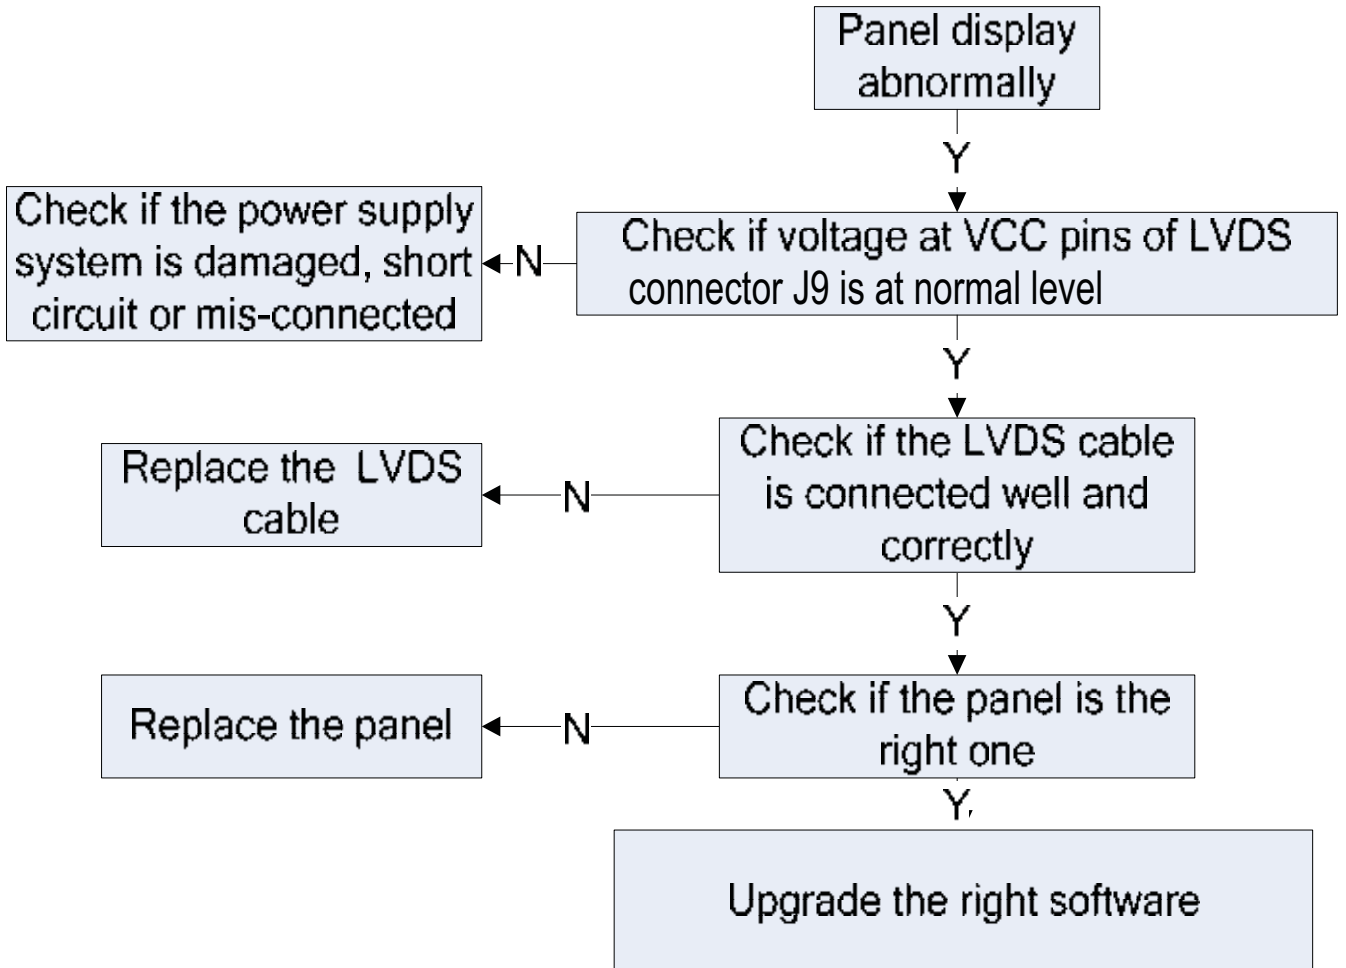 Panel display
abnormally
Y
Check if the power supply
system is damaged, short
circuit or mis-connected
N
Check if voltage at VCC pins of LVDS
connector J9 is at normal level
Y
Replace the LVDS
cable
N
Check if the LVDS cable
is connected well and
correctly
Y
Replace the panel
N
Check if the panel is the
right one
Y,
Upgrade the right software